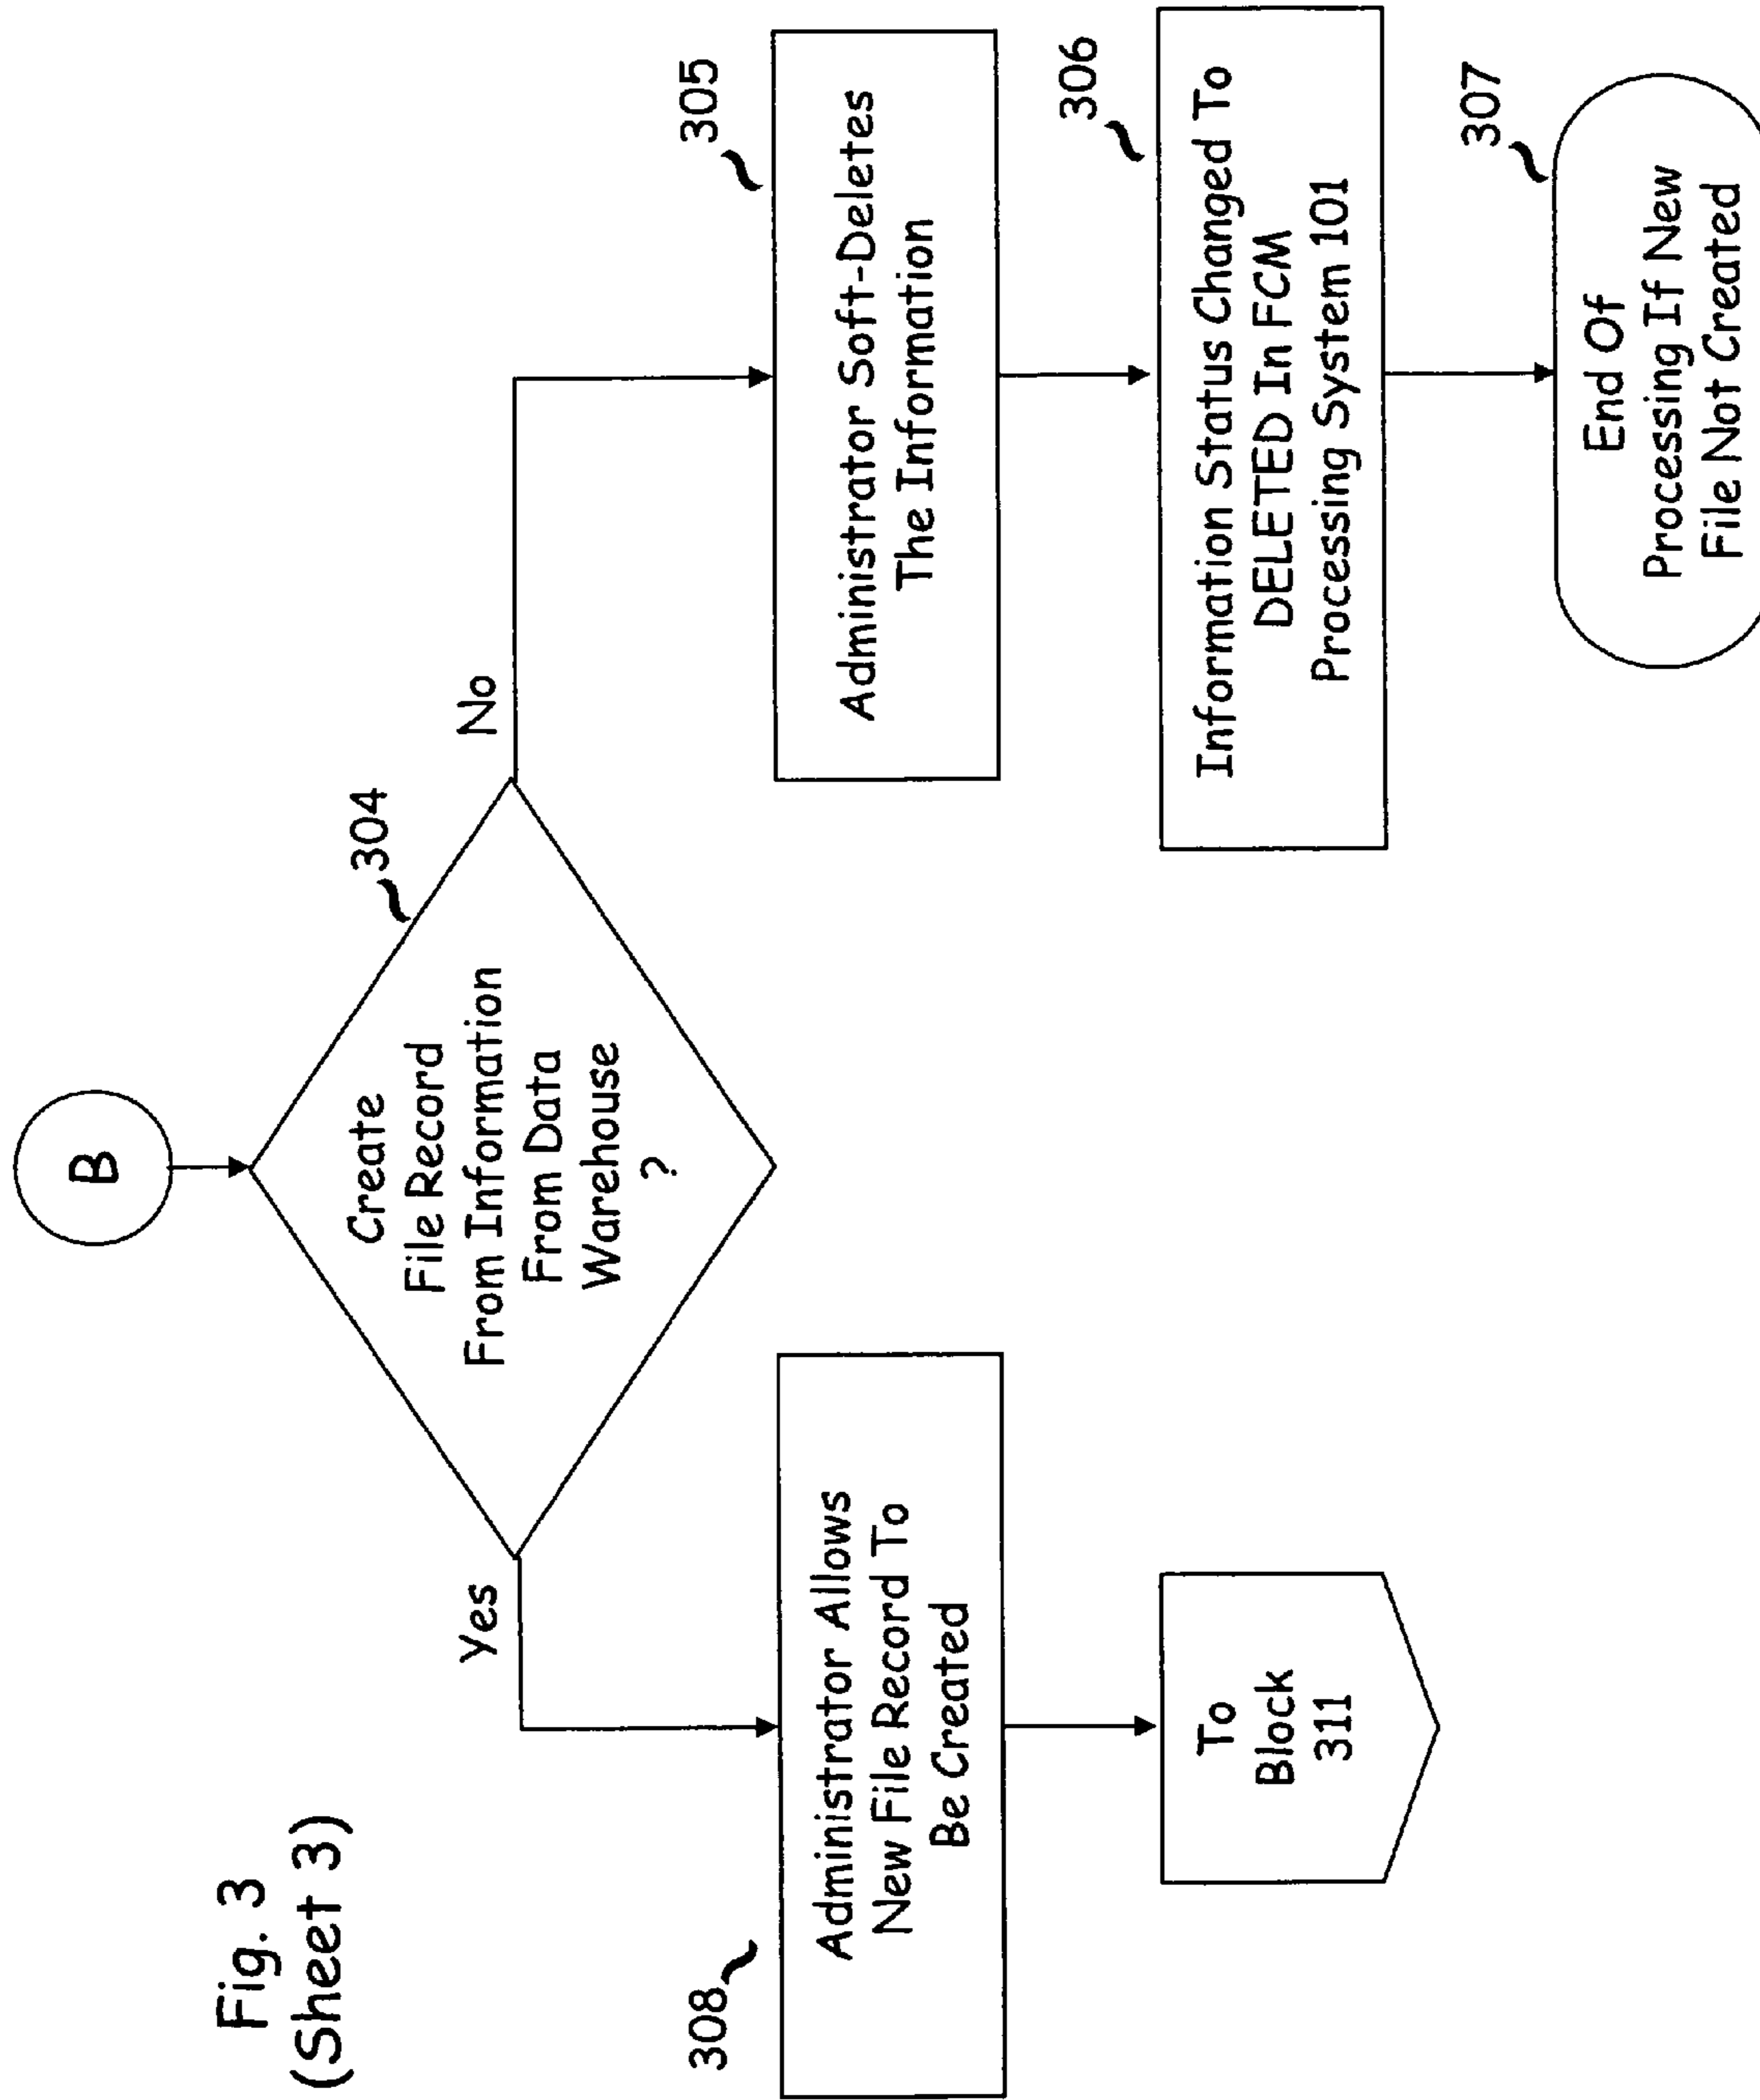 Fig. 3
(Sheet 3)
B
304
Create
File Record
From Information
From Data
Warehouse
?
Yes
No
308
Administrator Allows
New File Record To
Be Created
To
Block
311
305
Administrator Soft-Deletes
The Information
306
Information Status Changed To
DELETED In FCM
Processing System 101
307
End Of
Processing If New
File Not Created